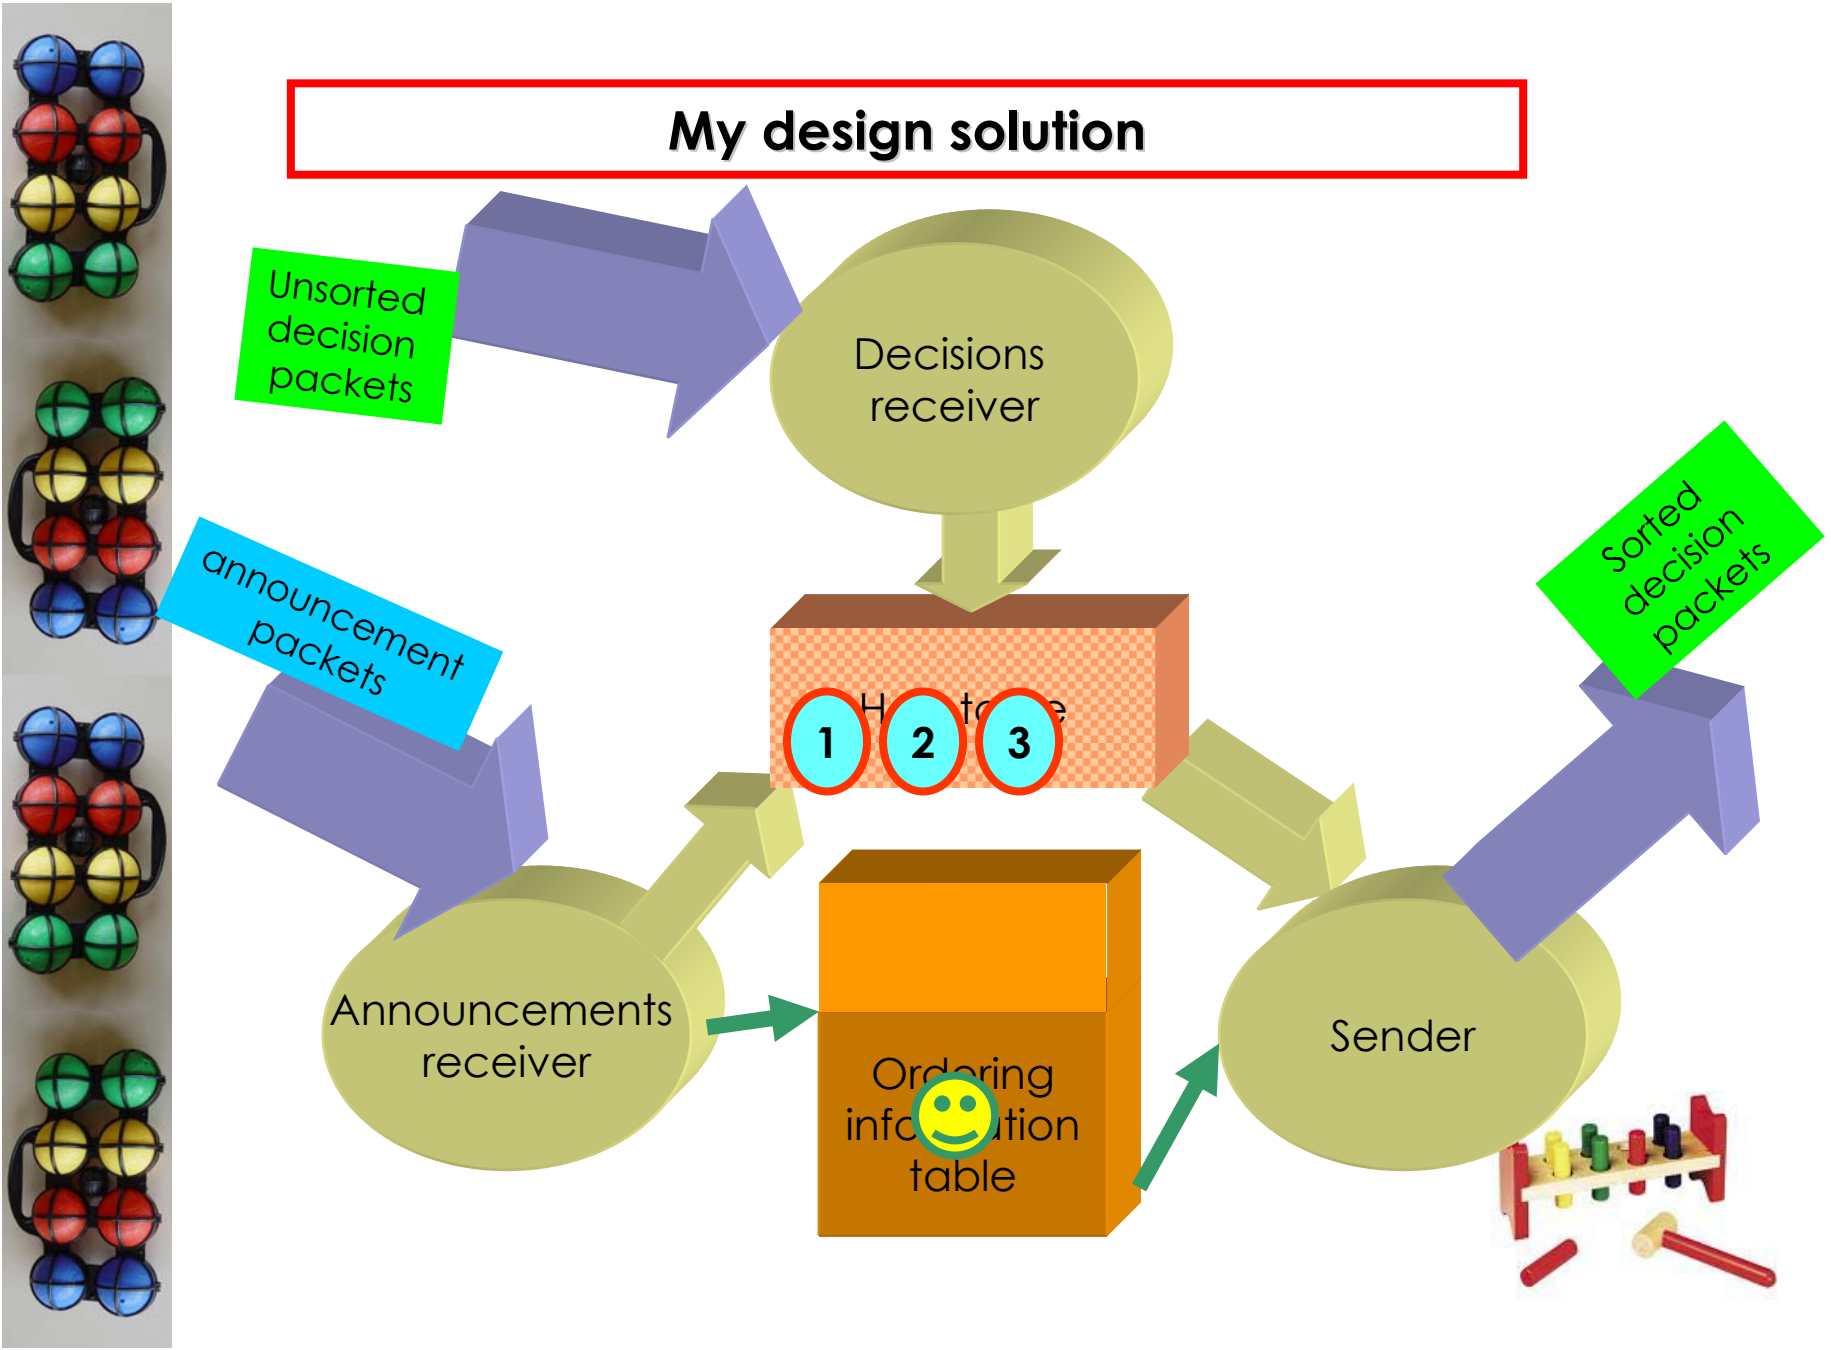 My design solution
Unsorted
decision
packets
Decisions
receiver
announcement
packets
Sorted
decision
packets
1 2 3
Announcements
receiver
Ordering
table
Sender